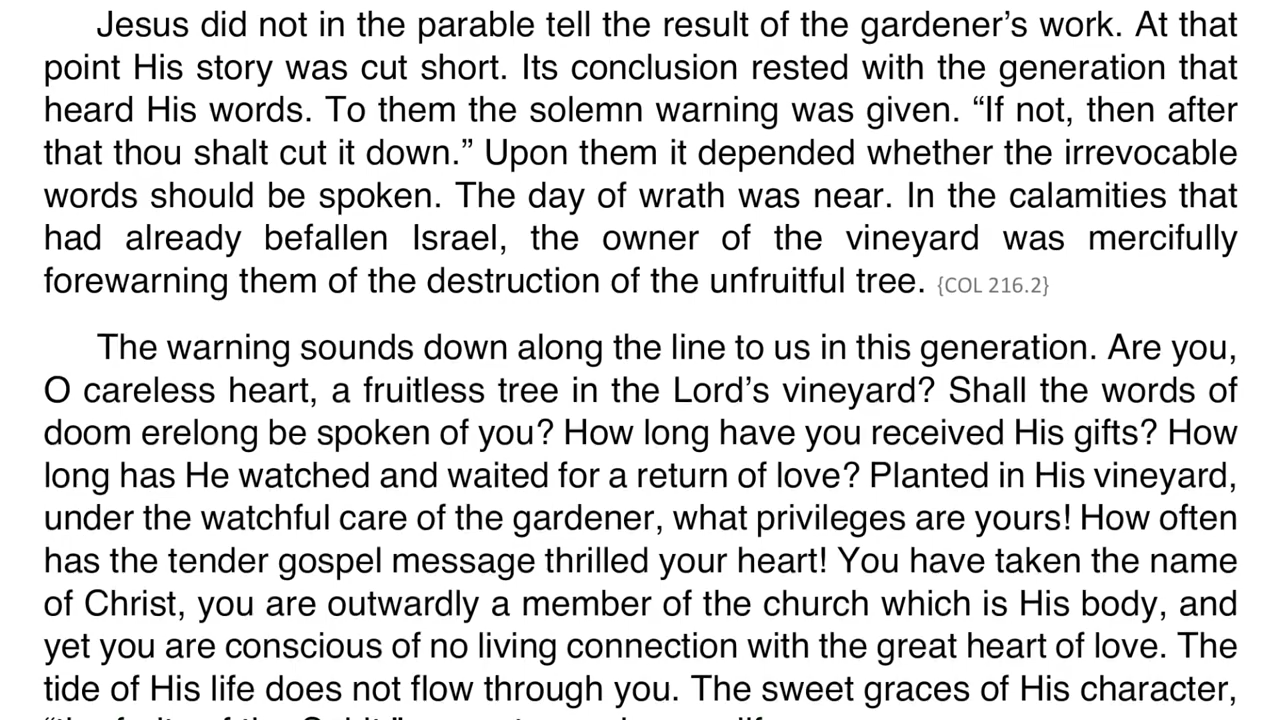 Jesus did not in the parable tell the result of the gardener’s work. At that
point His story was cut short. Its conclusion rested with the generation that
heard His words. To them the solemn warning was given. “If not, then after
that thou shalt cut it down.” Upon them it depended whether the irrevocable
words should be spoken. The day of wrath was near. In the calamities that
had already befallen Israel, the owner of the vineyard was mercifully
forewarning them of the destruction of the unfruitful tree. {COL 216.2}
The warning sounds down along the line to us in this generation. Are you,
O careless heart, a fruitless tree in the Lord’s vineyard? Shall the words of
doom erelong be spoken of you? How long have you received His gifts? How
long has He watched and waited for a return of love? Planted in His vineyard,
under the watchful care of the gardener, what privileges are yours! How often
has the tender gospel message thrilled your heart! You have taken the name
of Christ, you are outwardly a member of the church which is His body, and
yet you are conscious of no living connection with the great heart of love. The
tide of His life does not flow through you. The sweet graces of His character,